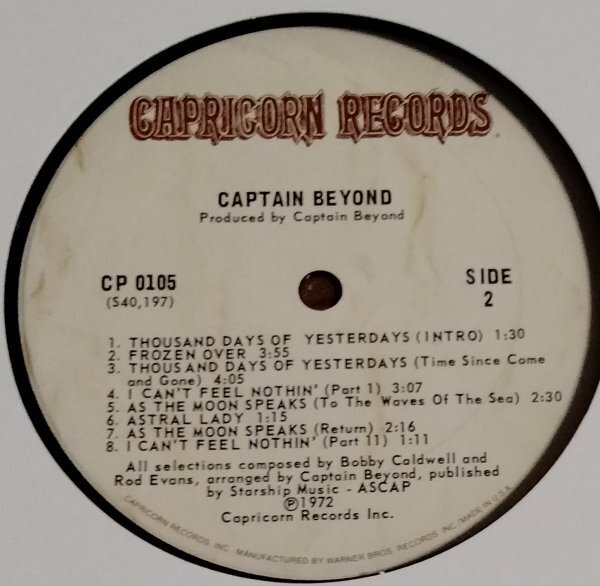 CAPRICORN RECORDS
CAPTAIN BEYOND
Produced by Captain Beyond
CP 0105
(S40,197)
SIDE
2
1. THOUSAND DAYS OF YESTERDAYS (INTRO) 1:30
2. FROZEN OVER 3:55
3. THOUSAND DAYS OF YESTERDAYS (Time Since Come
and Gone) 4:05
4. I CAN'T FEEL NOTHIN' (Part 1) 3:07
5. AS THE MOON SPEAKS (To The Waves Of The Sea) 2:30
6. ASTRAL LADY 1:15
7. AS THE MOON SPEAKS (Return) 2:16
8. I CAN'T FEEL NOTHIN' (Part 11) 1:11
All selections composed by Bobby Caldwell and
Rod Evans, arranged by Captain Beyond, published
by Starship Music - ASCAP
℗1972
Capricorn Records Inc.
CAPRICORN RECORDS, INC. MANUFACTURED BY WARNER BROS. RECORDS INC. MADE IN U.S.A.